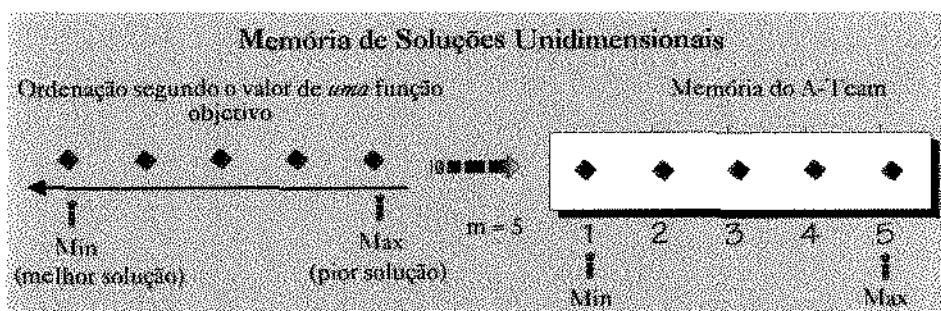 Memória de Soluções Unidimensionais
Ordenação segundo o valor de uma função
objetivo
Memória do A-Team
m = 5
1 2 3 4 5
Min
(melhor solução)
Max
(pior solução)
Min
Max